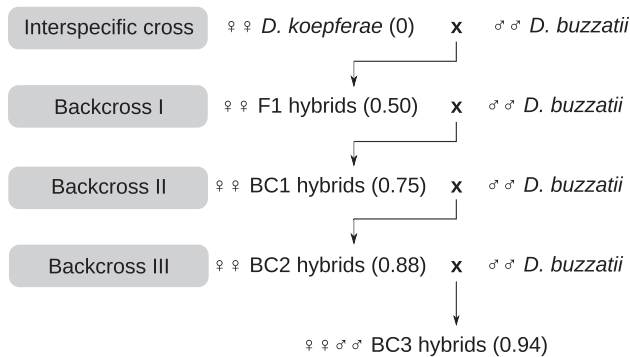 Interspecific cross ♀♀ D. koepferae (0) x ♂♂ D. buzzatii
Backcross I ♀♀ F1 hybrids (0.50) x ♂♂ D. buzzatii
Backcross II ♀♀ BC1 hybrids (0.75) x ♂♂ D. buzzatii
Backcross III ♀♀ BC2 hybrids (0.88) x ♂♂ D. buzzatii
♀♀♂♂ BC3 hybrids (0.94)